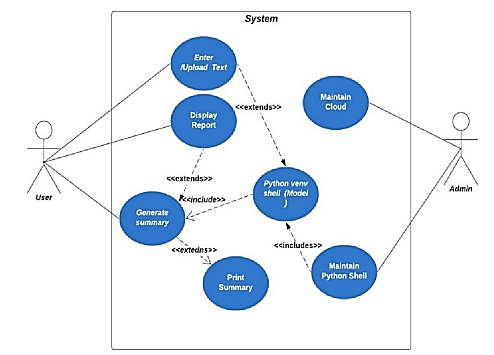 System
Enter
/Upload Text
Maintain
Cloud
<<extends>>
Display
Report
<<extends>>
Python venv
shell (Model
)
<<include>>
User
Admin
Generate
summary
<<extedns>>
<<includes>>
Maintain
Python Shell
Print
Summary